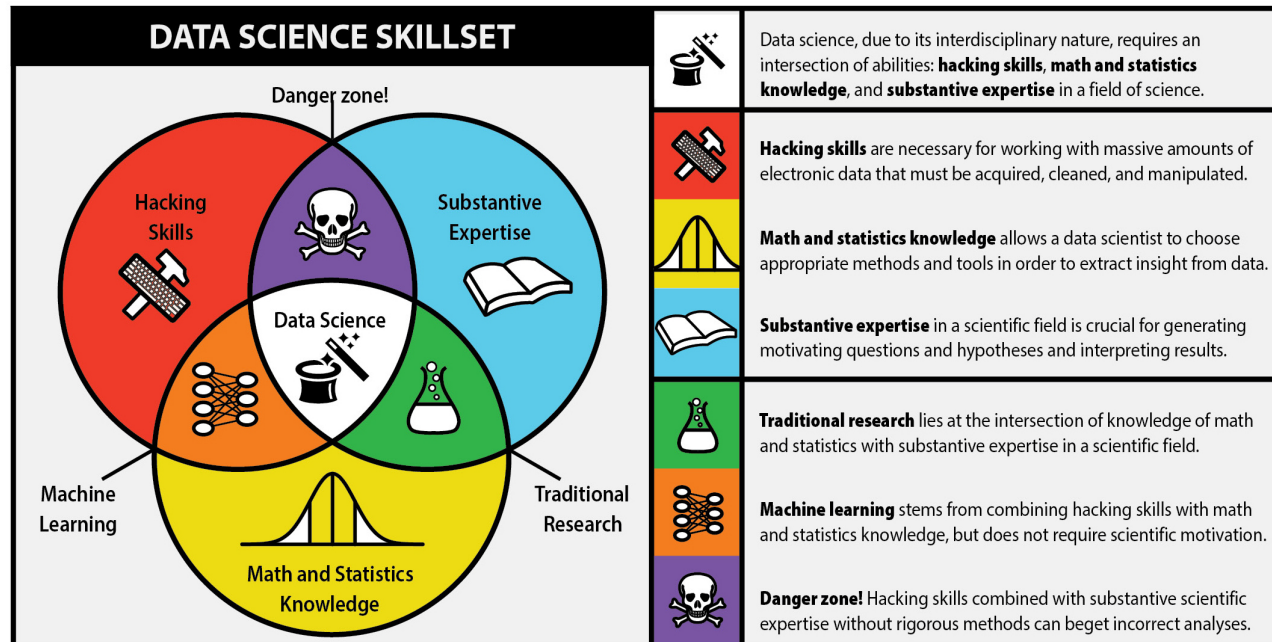 DATA SCIENCE SKILLSET
Danger zone!
Hacking
Skills
Substantive
Expertise
Data Science
Machine
Learning
Traditional
Research
Math and Statistics
Knowledge
Data science, due to its interdisciplinary nature, requires an
intersection of abilities: hacking skills, math and statistics
knowledge, and substantive expertise in a field of science.
Hacking skills are necessary for working with massive amounts of
electronic data that must be acquired, cleaned, and manipulated.
Math and statistics knowledge allows a data scientist to choose
appropriate methods and tools in order to extract insight from data.
Substantive expertise in a scientific field is crucial for generating
motivating questions and hypotheses and interpreting results.
Traditional research lies at the intersection of knowledge of math
and statistics with substantive expertise in a scientific field.
Machine learning stems from combining hacking skills with math
and statistics knowledge, but does not require scientific motivation.
Danger zone! Hacking skills combined with substantive scientific
expertise without rigorous methods can beget incorrect analyses.